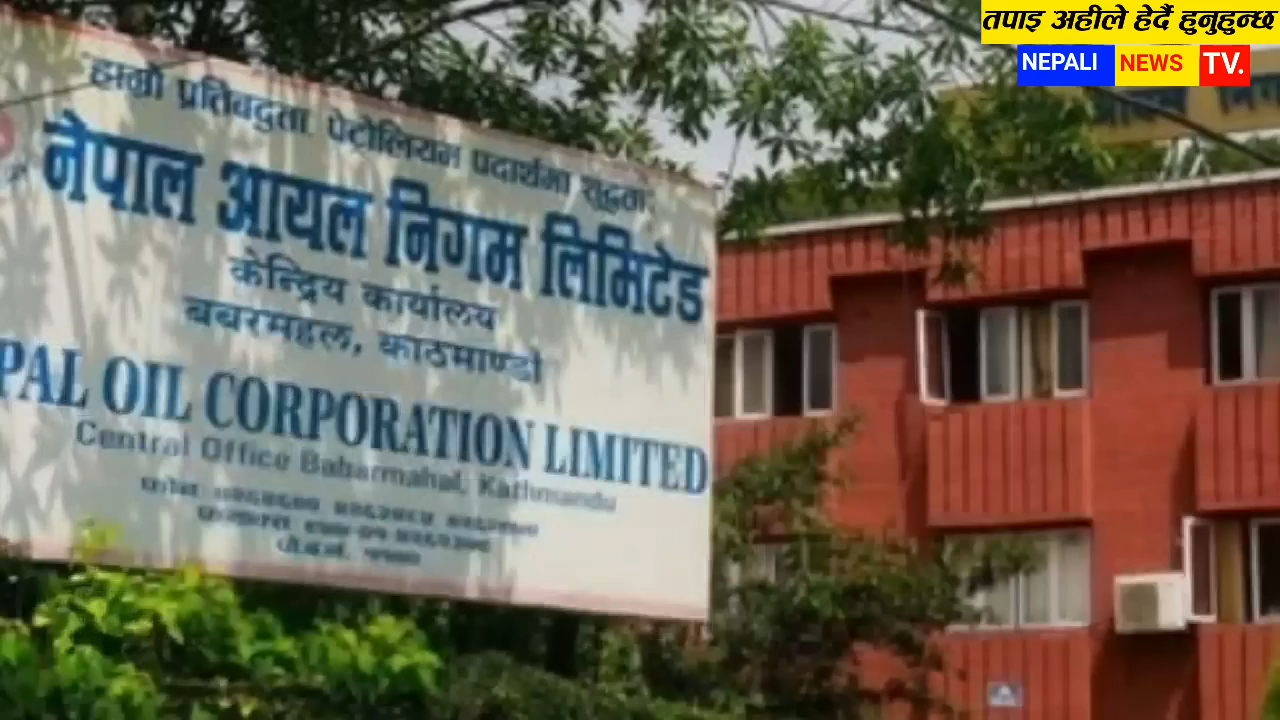 तपाइ अहीले हेर्दै हुनुहुन्छ
NEPALI NEWS TV.
हाम्रो प्रतिबद्धता पेट्रोलियम पदार्थमा सुद्धता
नेपाल आयल निगम लिमिटेड
केन्द्रिय कार्यालय
बबरमहल, काठमाण्डौ
PAL OIL CORPORATION LIMITED
Central Office Babarmahal, Kathmandu